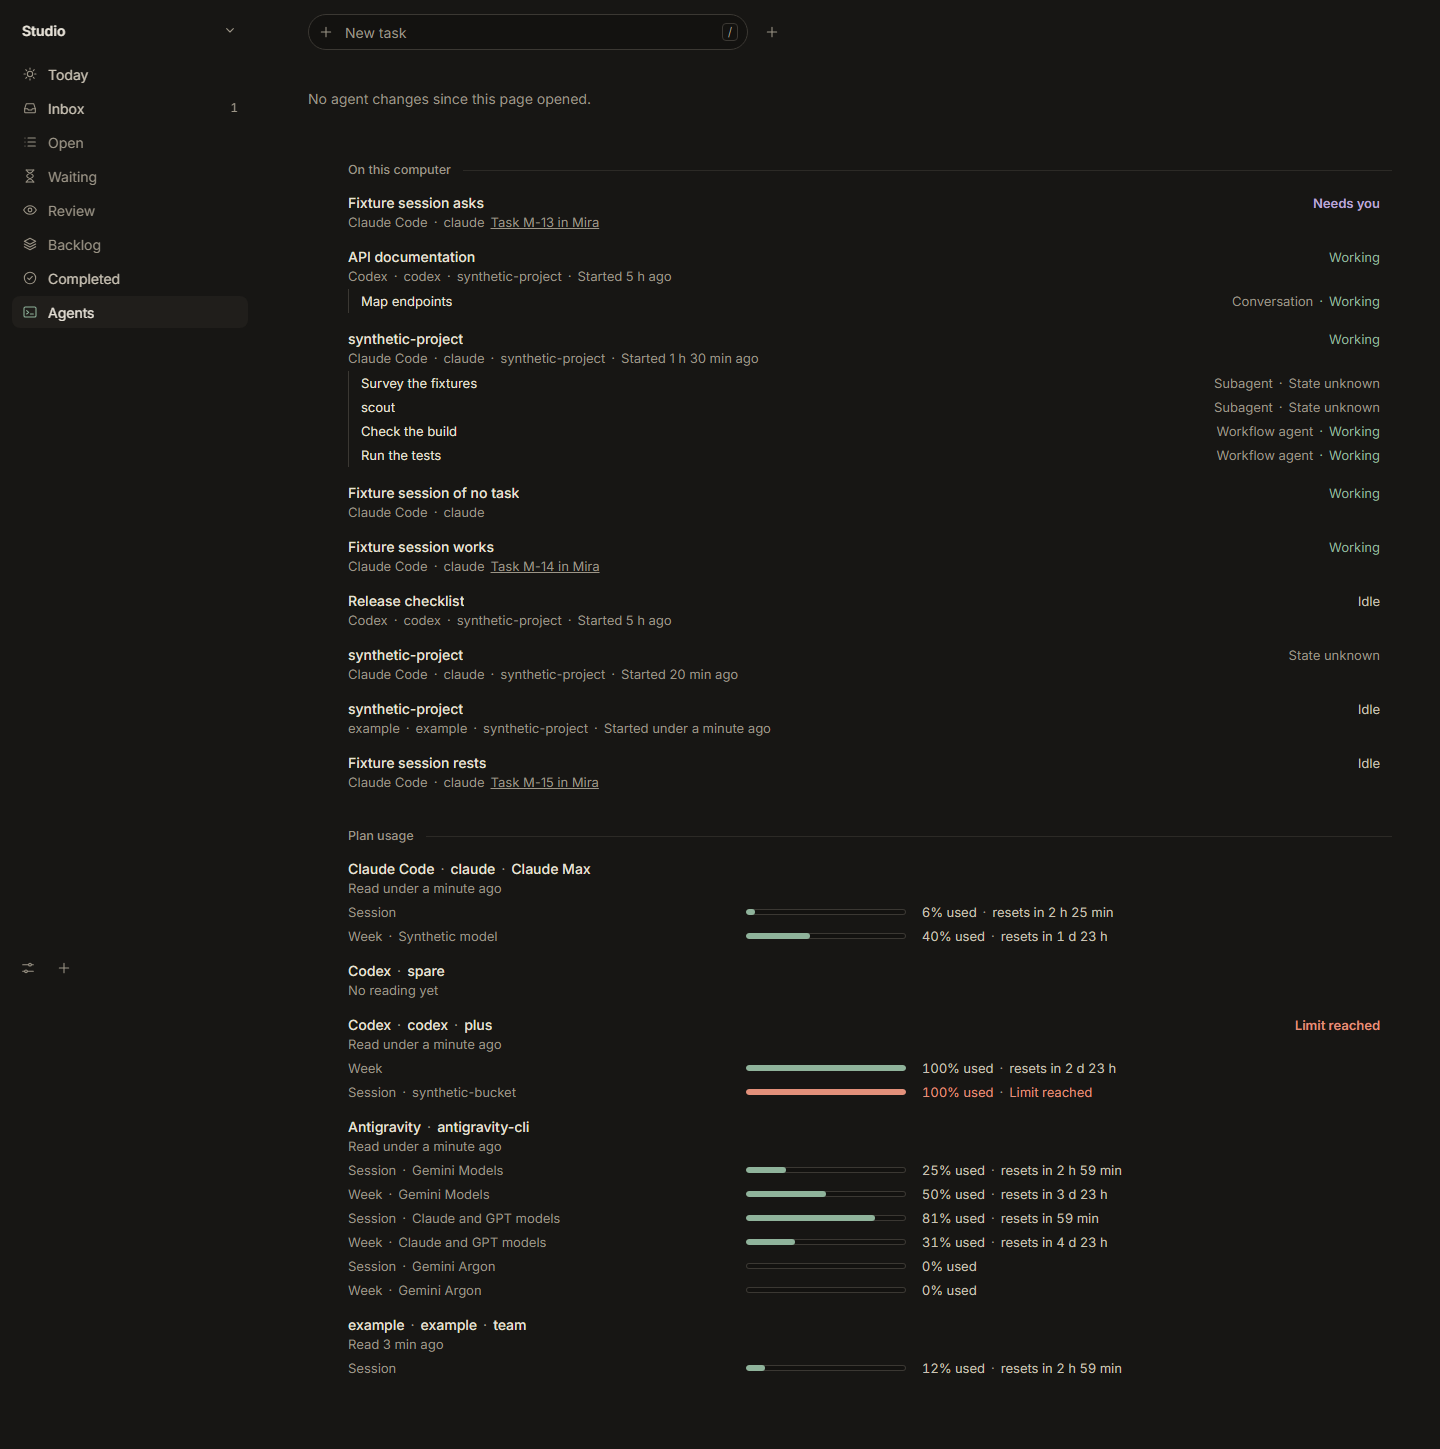 Studio
Today
Inbox 1
Open
Waiting
Review
Backlog
Completed
Agents
New task /
No agent changes since this page opened.
On this computer
Fixture session asks Needs you
Claude Code · claude Task M-13 in Mira
API documentation Working
Codex · codex · synthetic-project · Started 5 h ago
Map endpoints Conversation · Working
synthetic-project Working
Claude Code · claude · synthetic-project · Started 1 h 30 min ago
Survey the fixtures Subagent · State unknown
scout Subagent · State unknown
Check the build Workflow agent · Working
Run the tests Workflow agent · Working
Fixture session of no task Working
Claude Code · claude
Fixture session works Working
Claude Code · claude Task M-14 in Mira
Release checklist Idle
Codex · codex · synthetic-project · Started 5 h ago
synthetic-project State unknown
Claude Code · claude · synthetic-project · Started 20 min ago
synthetic-project Idle
example · example · synthetic-project · Started under a minute ago
Fixture session rests Idle
Claude Code · claude Task M-15 in Mira
Plan usage
Claude Code · claude · Claude Max
Read under a minute ago
Session 6% used · resets in 2 h 25 min
Week · Synthetic model 40% used · resets in 1 d 23 h
Codex · spare
No reading yet
Codex · codex · plus Limit reached
Read under a minute ago
Week 100% used · resets in 2 d 23 h
Session · synthetic-bucket 100% used · Limit reached
Antigravity · antigravity-cli
Read under a minute ago
Session · Gemini Models 25% used · resets in 2 h 59 min
Week · Gemini Models 50% used · resets in 3 d 23 h
Session · Claude and GPT models 81% used · resets in 59 min
Week · Claude and GPT models 31% used · resets in 4 d 23 h
Session · Gemini Argon 0% used
Week · Gemini Argon 0% used
example · example · team
Read 3 min ago
Session 12% used · resets in 2 h 59 min